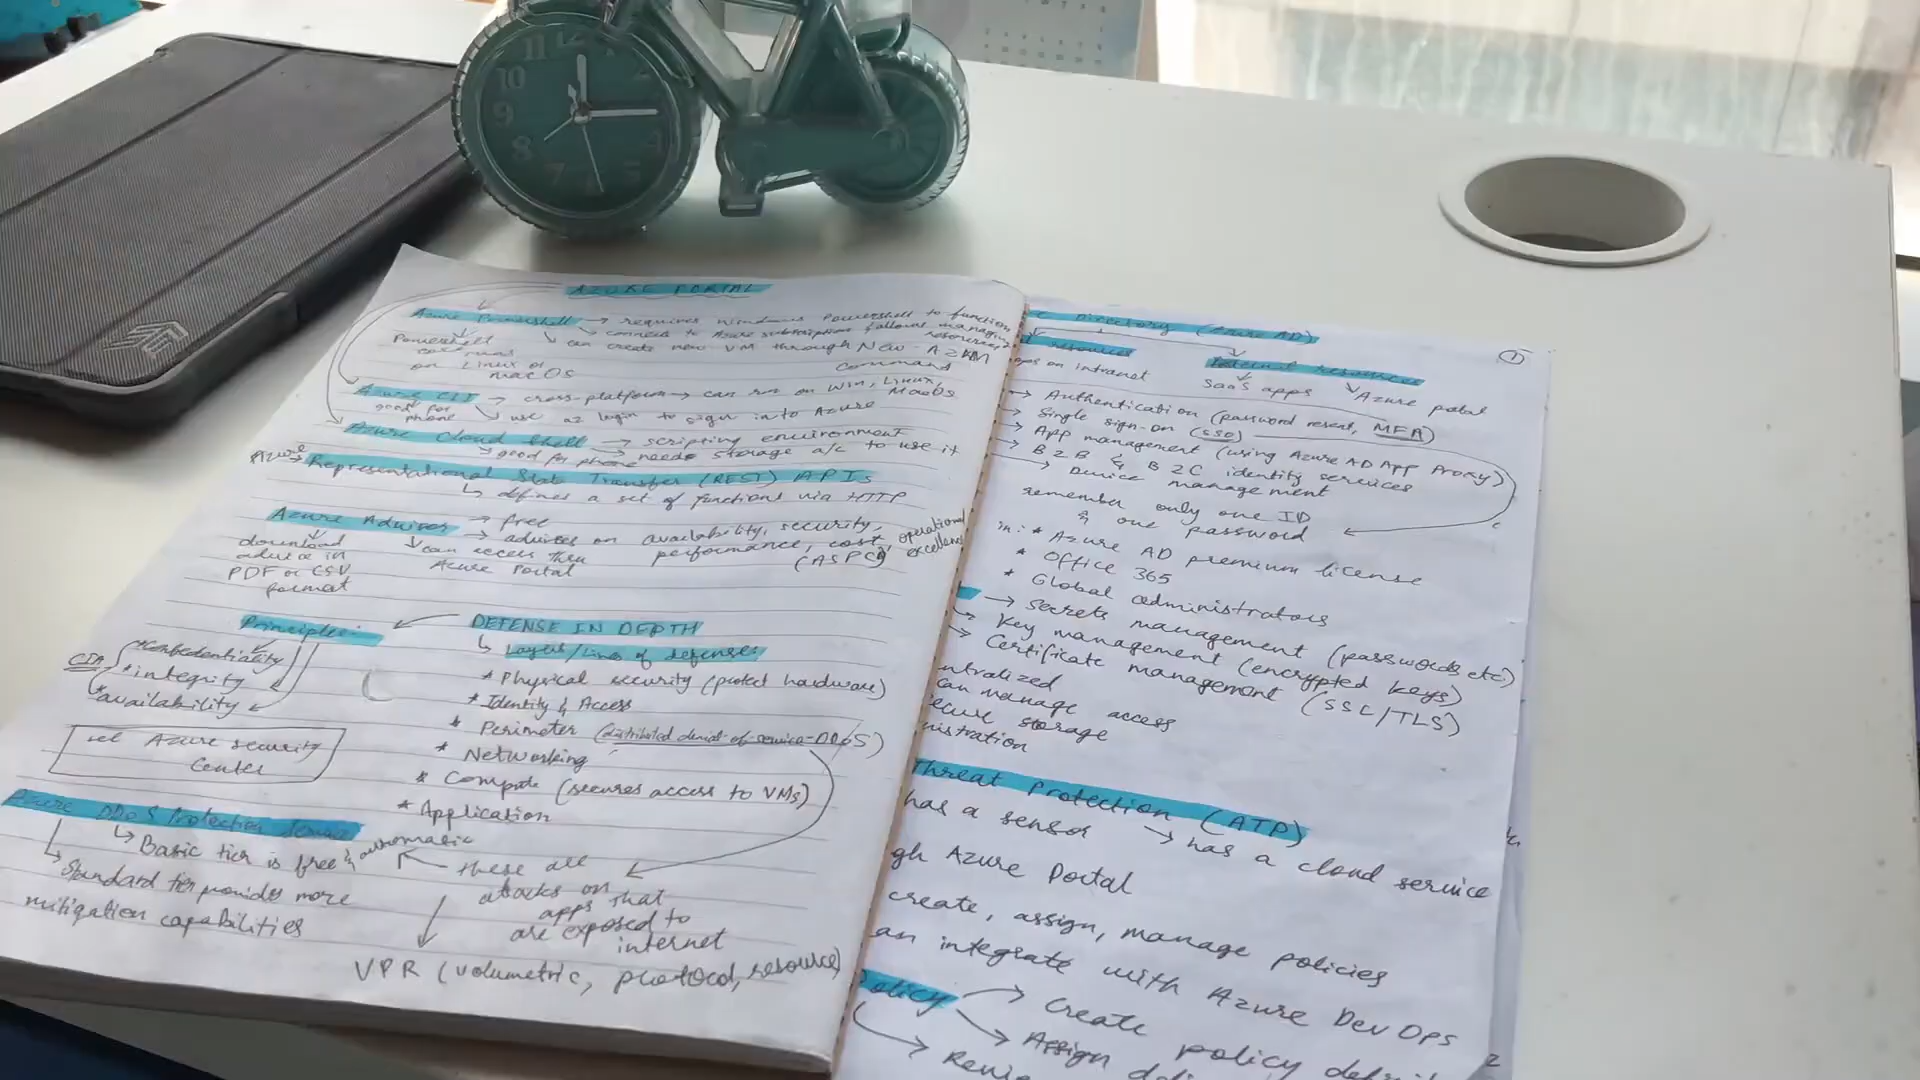 AZURE PORTAL
Azure Powershell → requires Windows Powershell to function
↳ connect to Azure subscription & allows managing resources
↳ can create new VM through New-AzVM
command
Powershell
on Linux or
macOS
Azure CLI → cross-platform → can run on Win, Linux,
good for
phone
↳ use az login to sign into Azure
Azure Cloud Shell → scripting environment
→ good for phone
→ needs storage a/c to use it
Azure Representational State Transfer (REST) APIs
↳ defines a set of functions via HTTP
Azure Advisor → free
→ advises on availability, security,
performance, cost, operational
excellence
↳ can access thru
Azure Portal
download
advice in
PDF or CSV
format
Principles:
CIA
*confedentiality
*integrity
*availability
DEFENSE IN DEPTH
↳ Layers/Lines of defense:
* Physical security (protect hardware)
* Identity & Access
* Perimeter (distributed denial-of-service-DDoS)
* Networking
* Compute (secures access to VMs)
* Application
Azure security
Center
Azure DDoS Protection Service
↳ Basic tier is free & automatic
↳ Standard tier provides more
mitigation capabilities
these all
attacks on
apps that
are exposed to
internet
VPR (volumetric, protocol, resource)
1
Directory (Azure AD)
resources
on intranet
External resources
SaaS apps
Azure portal
→ Authentication (password reset, MFA)
→ Single sign-on (SSO)
→ App management (using Azure AD App Proxy)
→ B2B & B2C identity services
→ Device management
remember only one ID
& one password
in: * Azure AD premium license
* Office 365
* Global administrators
→ Secrets management (passwords etc)
↳ Key management (encrypted keys)
→ Certificate management (SSL/TLS)
can manage access
storage
Threat Protection (ATP)
has a sensor → has a cloud service
Azure Portal
create, assign, manage policies
integrate with Azure DevOps
Policy → Create policy
→ Assign